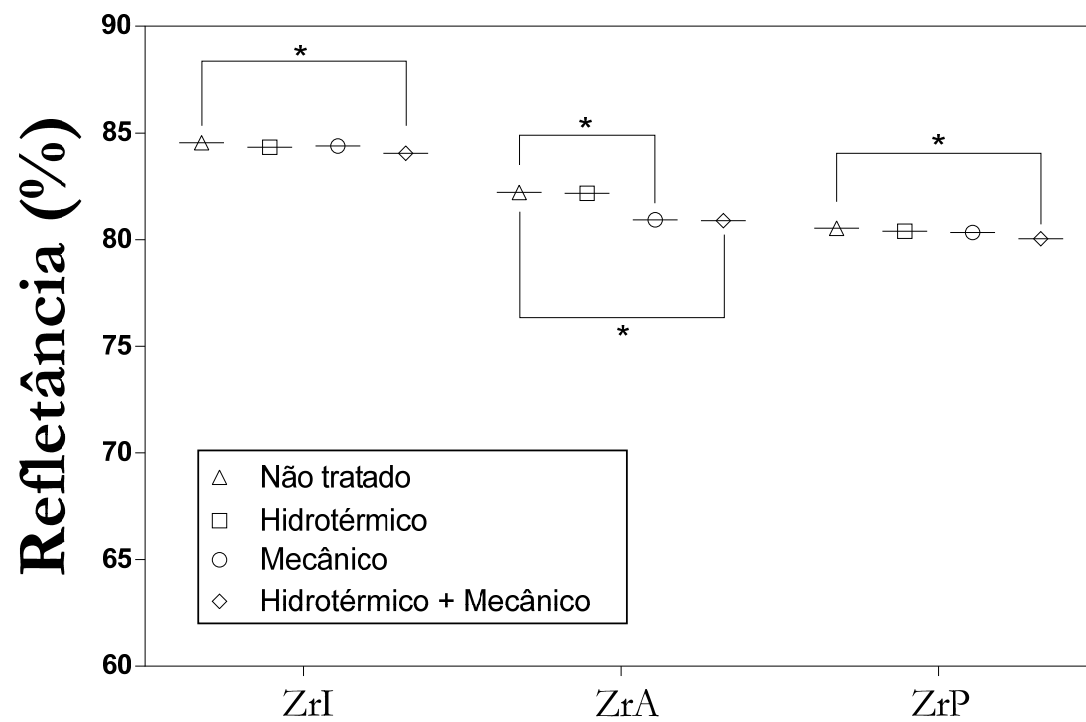 Refletância (%)
90
85
80
75
70
65
60
*
*
*
*
Não tratado
Hidrotérmico
Mecânico
Hidrotérmico + Mecânico
ZrI
ZrA
ZrP